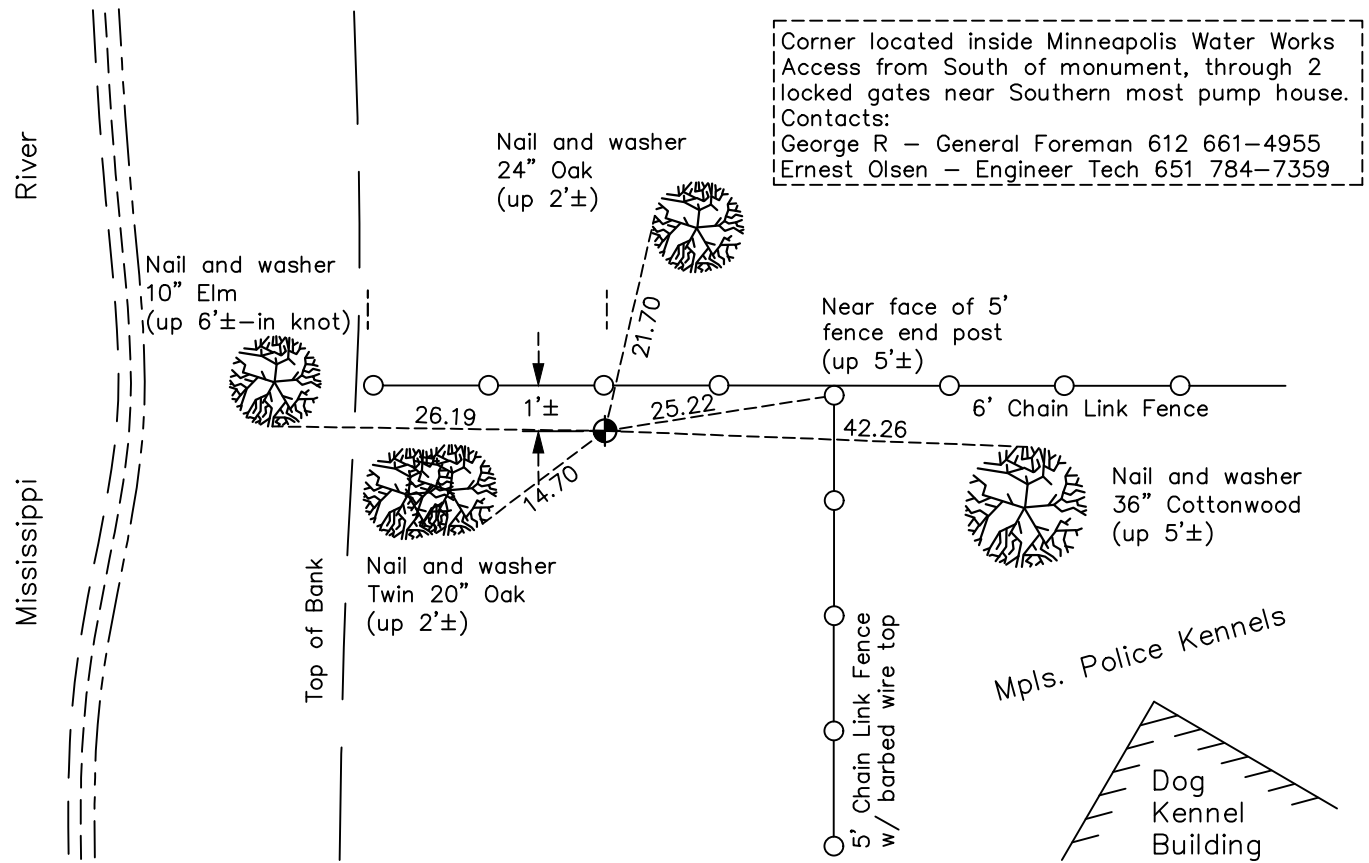 Corner located inside Minneapolis Water Works
Access from South of monument, through 2
locked gates near Southern most pump house.
Contacts:
George R – General Foreman 612 661–4955
Ernest Olsen – Engineer Tech 651 784–7359
River
Mississippi
Nail and washer
24" Oak
(up 2'±)
Nail and washer
10" Elm
(up 6'±–in knot)
21.70
Near face of 5'
fence end post
(up 5'±)
26.19
1'±
25.22
6' Chain Link Fence
42.26
14.70
Nail and washer
36" Cottonwood
(up 5'±)
Nail and washer
Twin 20" Oak
(up 2'±)
Top of Bank
5' Chain Link Fence
w/ barbed wire top
Mpls. Police Kennels
Dog
Kennel
Building